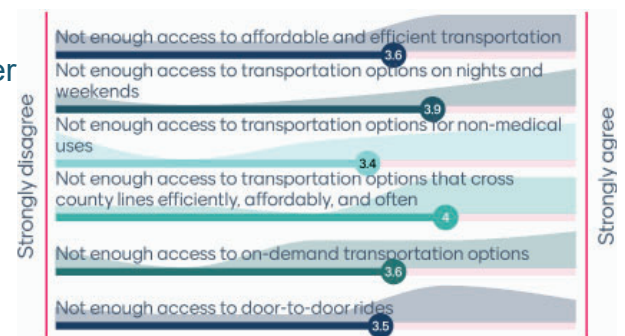 er
Strongly disagree
Not enough access to affordable and efficient transportation
3.6
Not enough access to transportation options on nights and
weekends
3.9
Not enough access to transportation options for non-medical
uses
3.4
Not enough access to transportation options that cross
county lines efficiently, affordably, and often
4
Not enough access to on-demand transportation options
3.6
Not enough access to door-to-door rides
3.5
Strongly agree